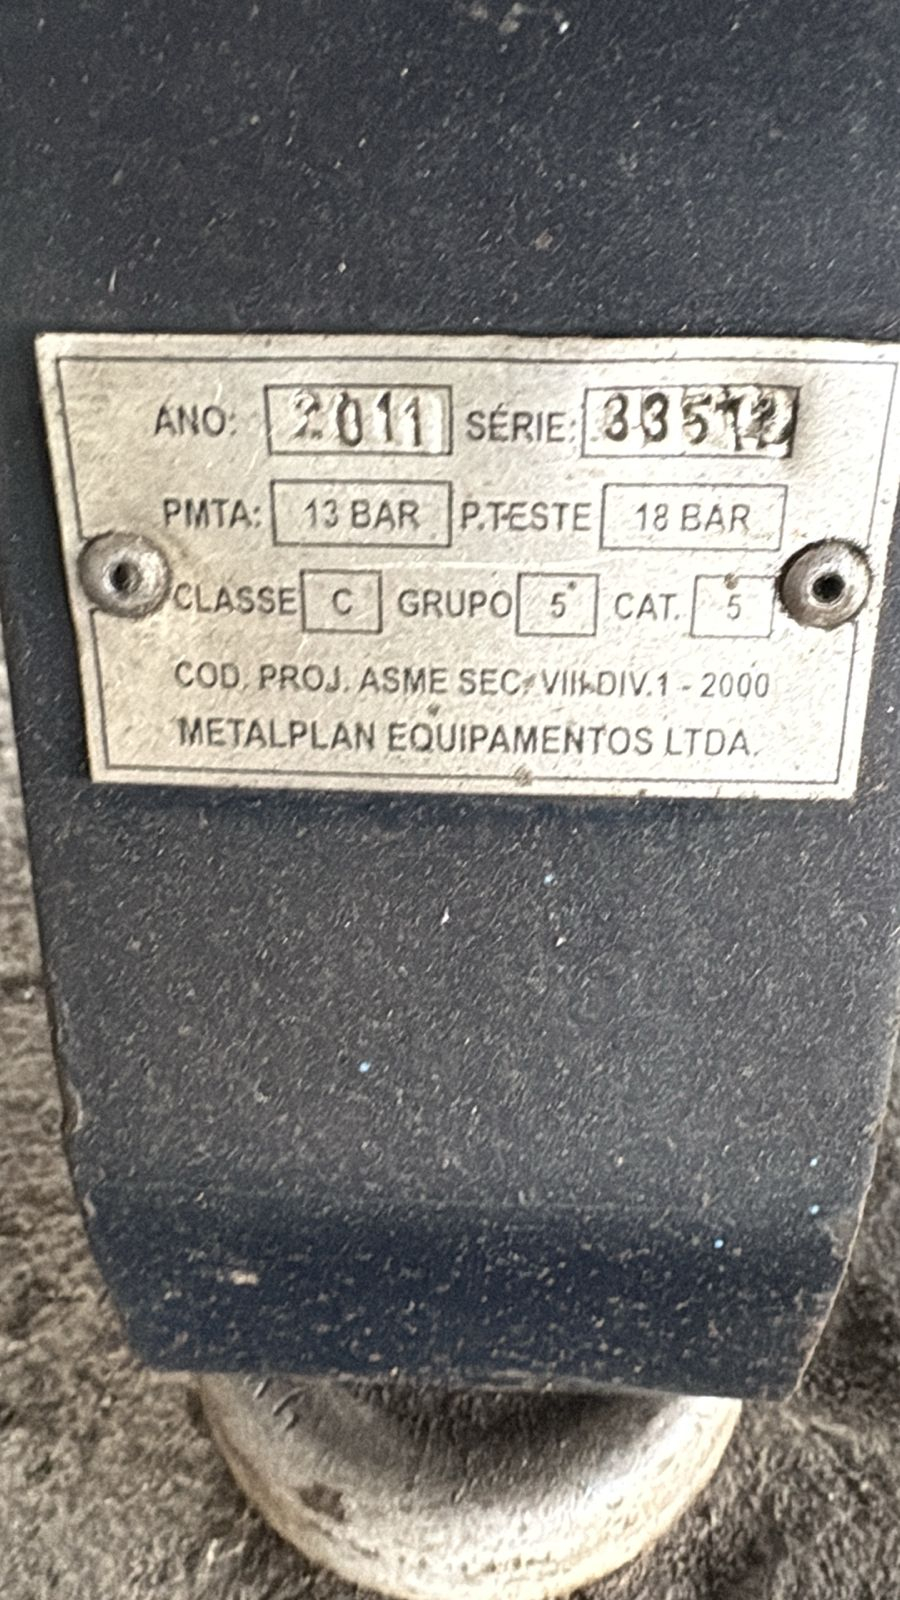 ANO: 2011 SÉRIE: 33512
PMTA: 13 BAR P.TESTE 18 BAR
CLASSE C GRUPO 5 CAT. 5
COD. PROJ. ASME SEC. VIII-DIV.1 - 2000
METALPLAN EQUIPAMENTOS LTDA.